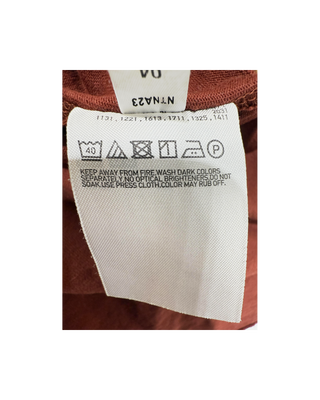 NTNA23
1131,1221,1613,1711,1325,1411
40 P
KEEP AWAY FROM FIRE.WASH DARK COLORS
SEPARATELY.NO OPTICAL BRIGHTENERS.DO NOT
SOAK.USE PRESS CLOTH.COLOR MAY RUB OFF.